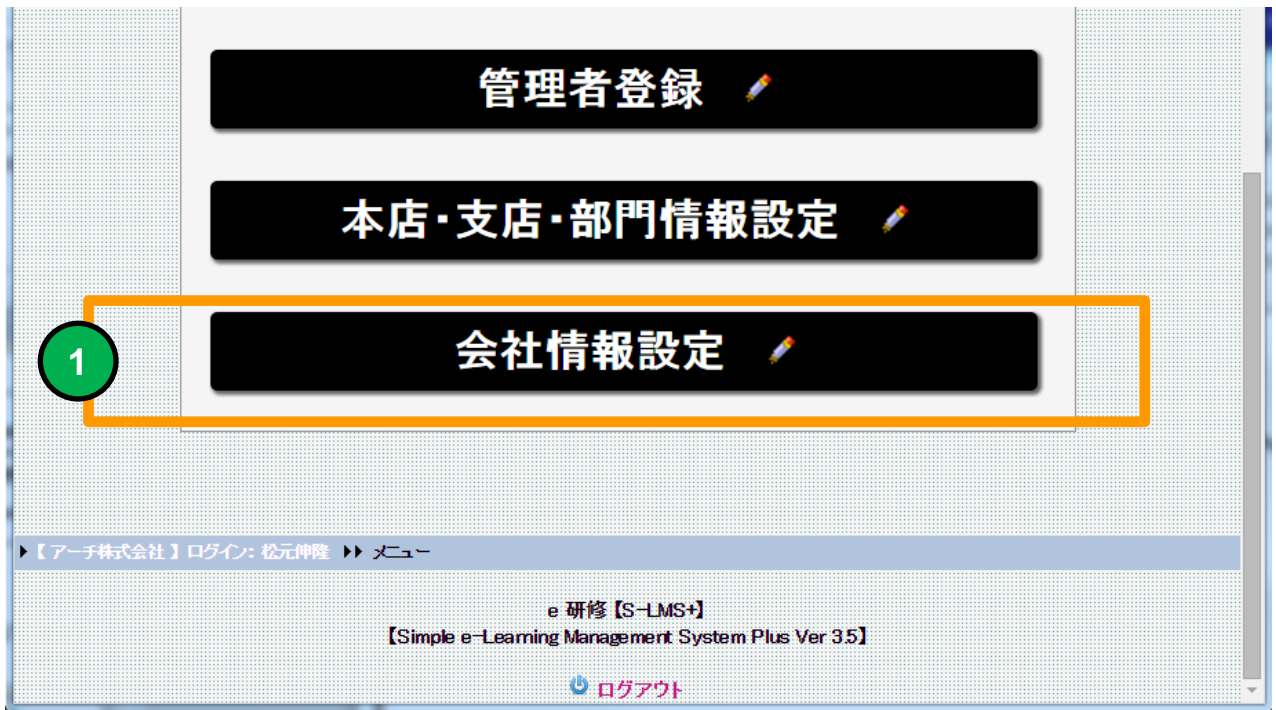 管理者登録
本店・支店・部門情報設定
会社情報設定
1
【 アーチ株式会社 】ログイン: 松元伸隆 メニュー
e 研修【S-LMS+】
【Simple e-Learning Management System Plus Ver 3.5】
ログアウト